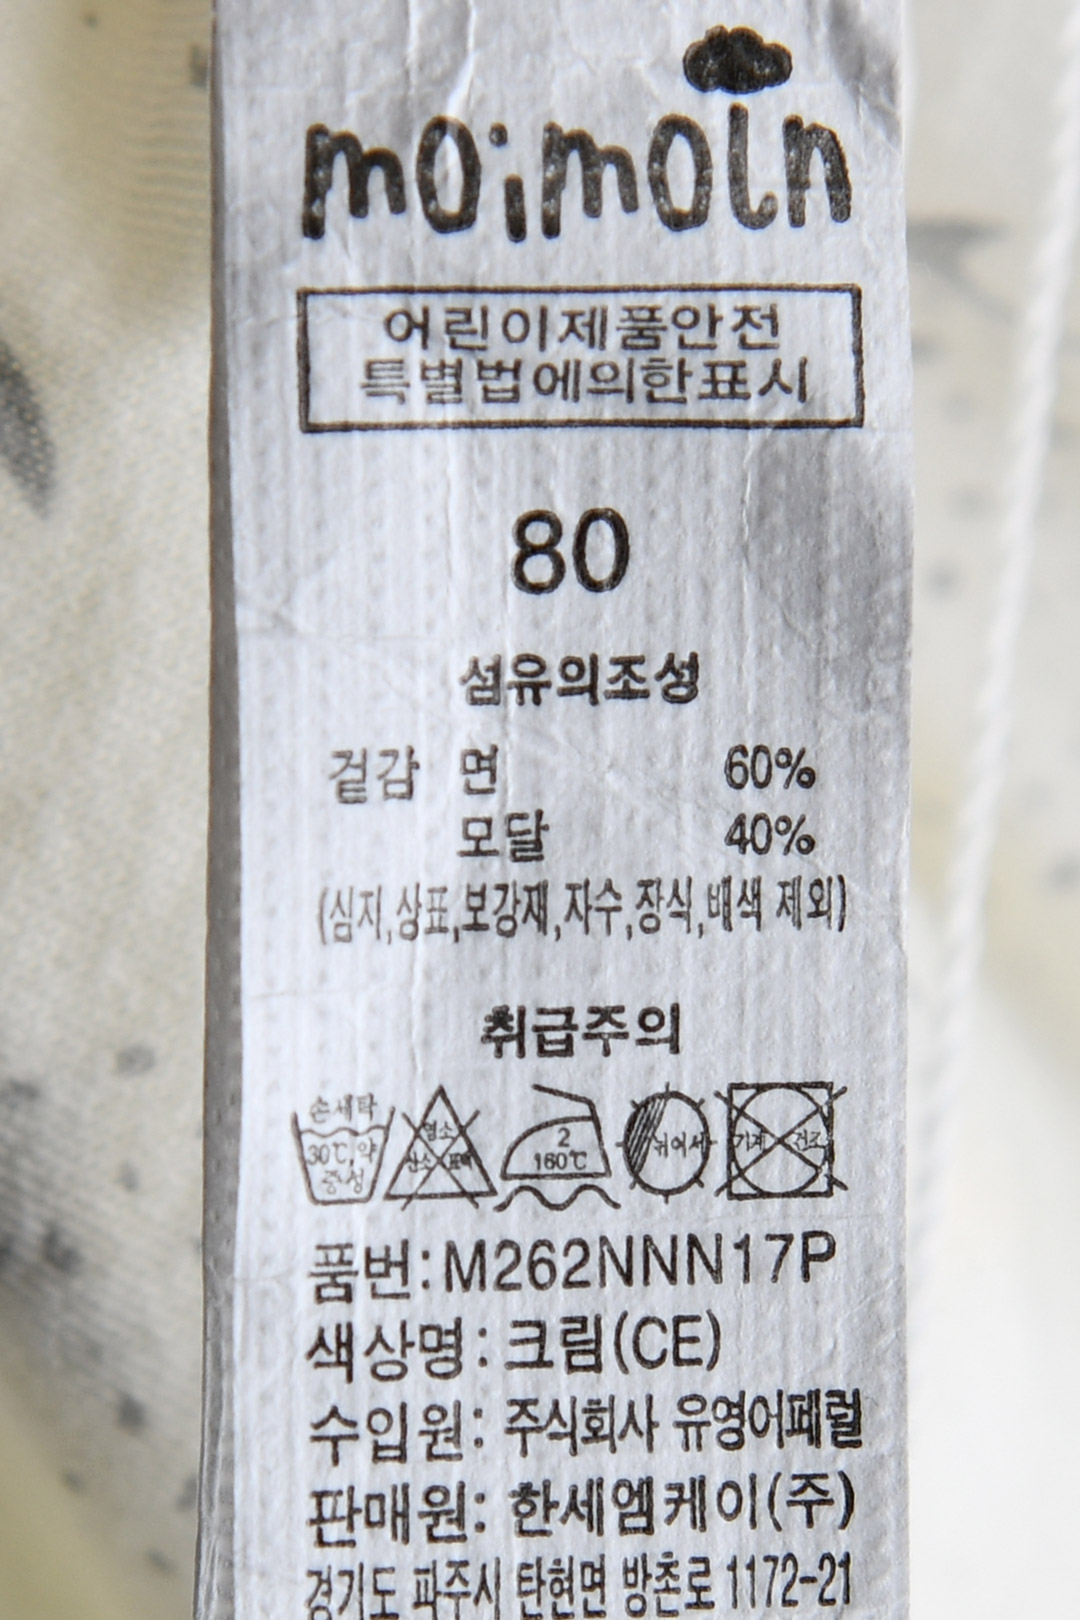 moimoln
어린이제품안전
특별법에의한표시
80
섬유의조성
겉감 면 60%
모달 40%
(심지,상표,보강재,자수,장식,배색 제외)
취급주의
손세탁
30℃,약
중성
염소
산소 표백
2
160℃
뉘어서
기계 건조
품번:M262NNN17P
색상명:크림(CE)
수입원: 주식회사 유영어페럴
판매원: 한세엠케이(주)
경기도 파주시 탄현면 방촌로 1172-21